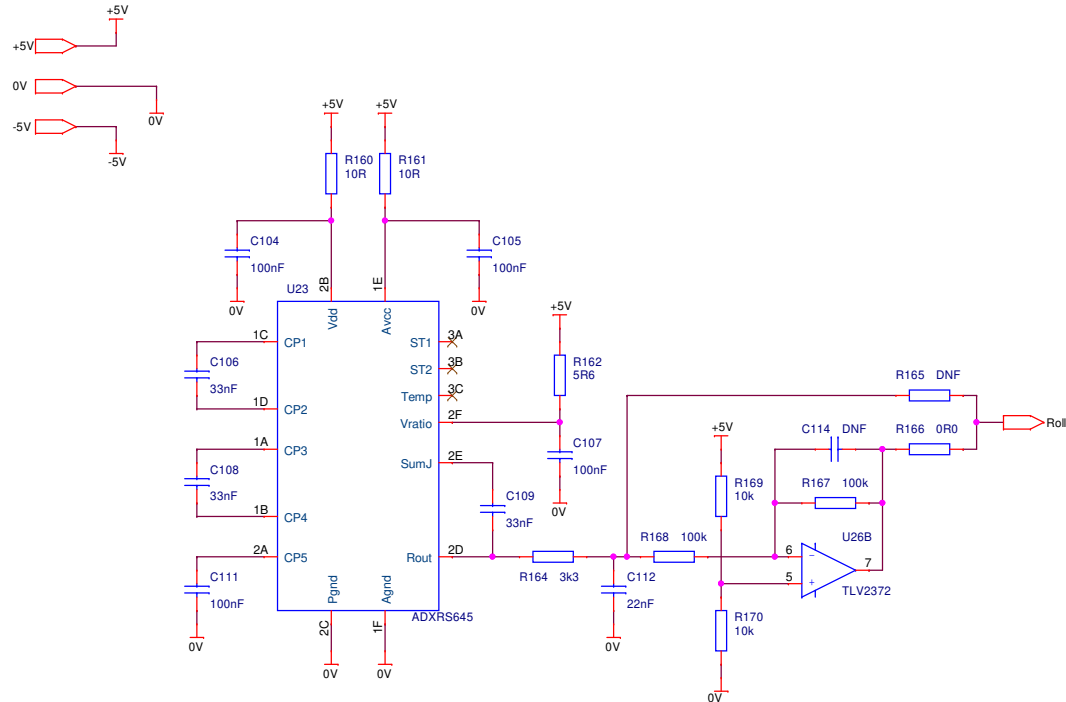 +5V
+5V
0V
0V
-5V
-5V
+5V
+5V
R160
10R
R161
10R
C104
100nF
0V
C105
100nF
0V
U23
2B
1E
Vdd
Avcc
1C
CP1
C106
33nF
1D
CP2
1A
CP3
C108
33nF
1B
CP4
2A
CP5
C111
100nF
0V
ST1
3A
ST2
3B
Temp
3C
Vratio
2F
SumJ
2E
Rout
2D
Pgnd
Agnd
2C
1F
ADXRS645
0V
0V
+5V
R162
5R6
C107
100nF
0V
C109
33nF
R164 3k3
C112
22nF
0V
R168 100k
+5V
R169
10k
R170
10k
0V
R165 DNF
C114 DNF
R166 0R0
R167 100k
U26B
6
5
7
TLV2372
Roll